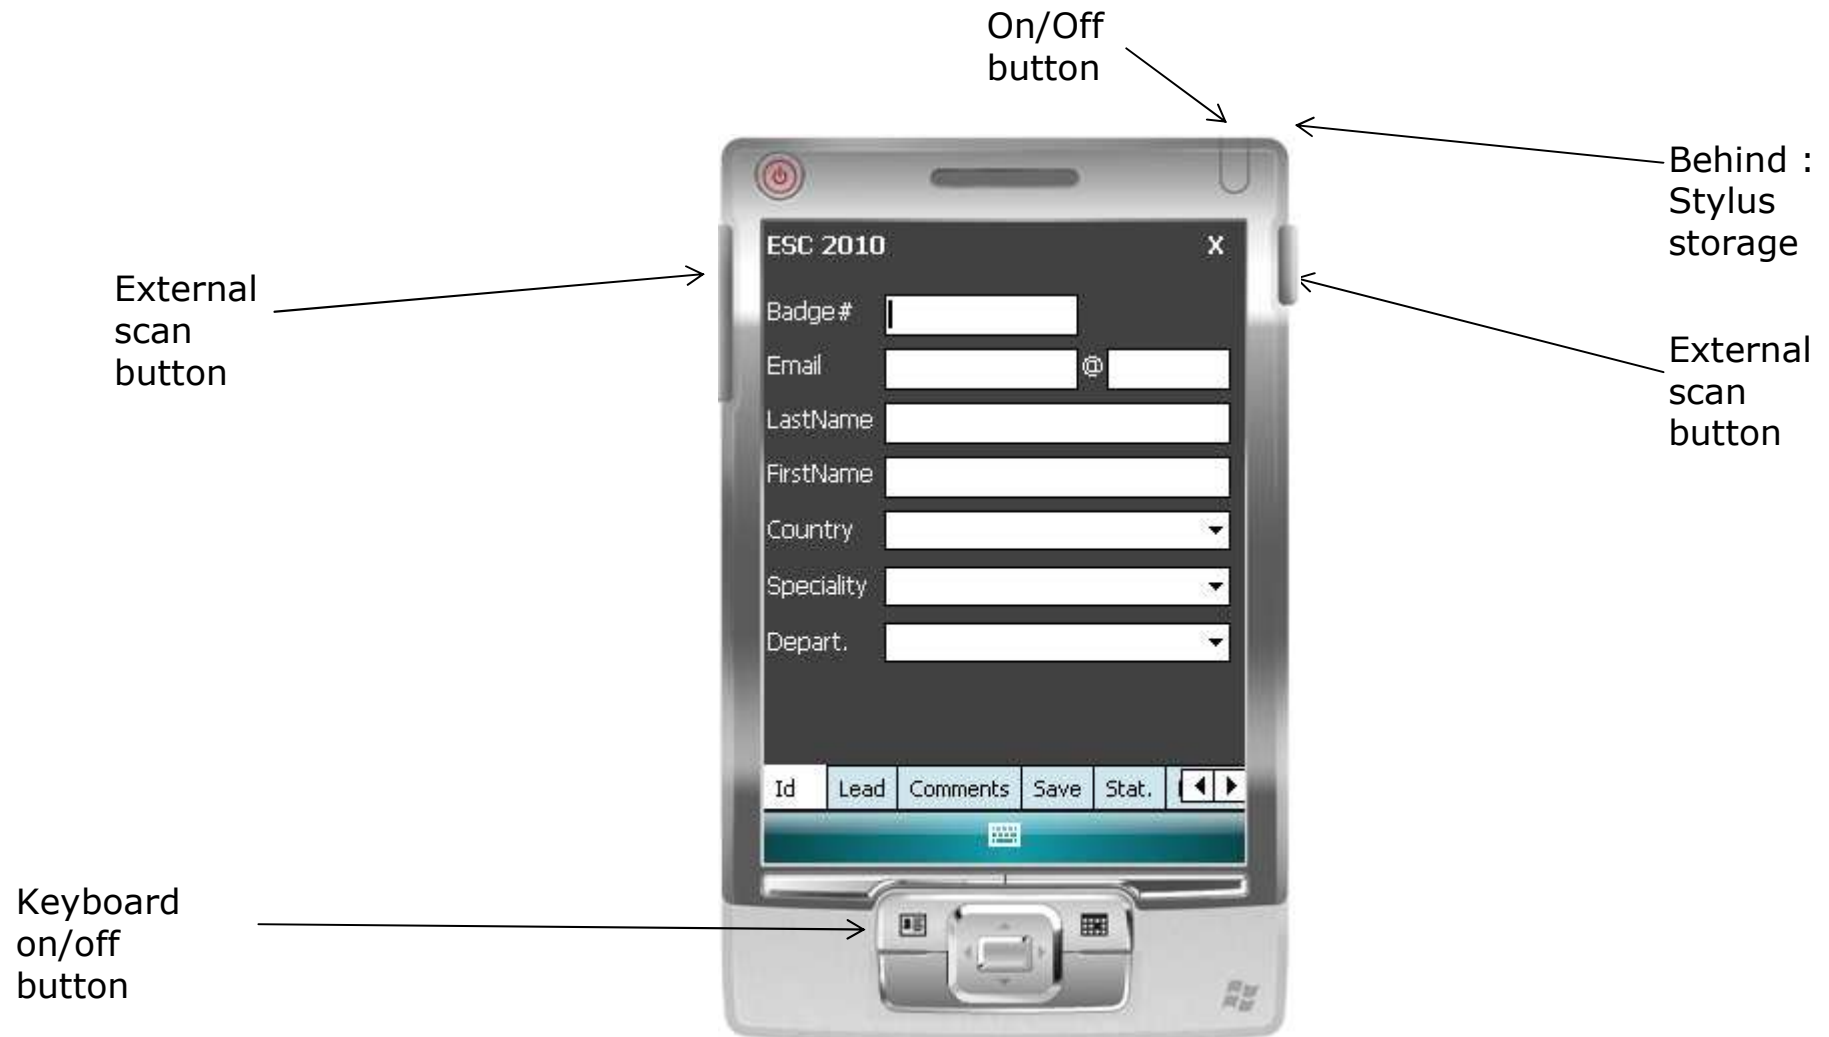 On/Off
button
Behind :
Stylus
storage
External
scan
button
External
scan
button
ESC 2010 X
Badge#
Email @
LastName
FirstName
Country
Speciality
Depart.
Id Lead Comments Save Stat.
Keyboard
on/off
button